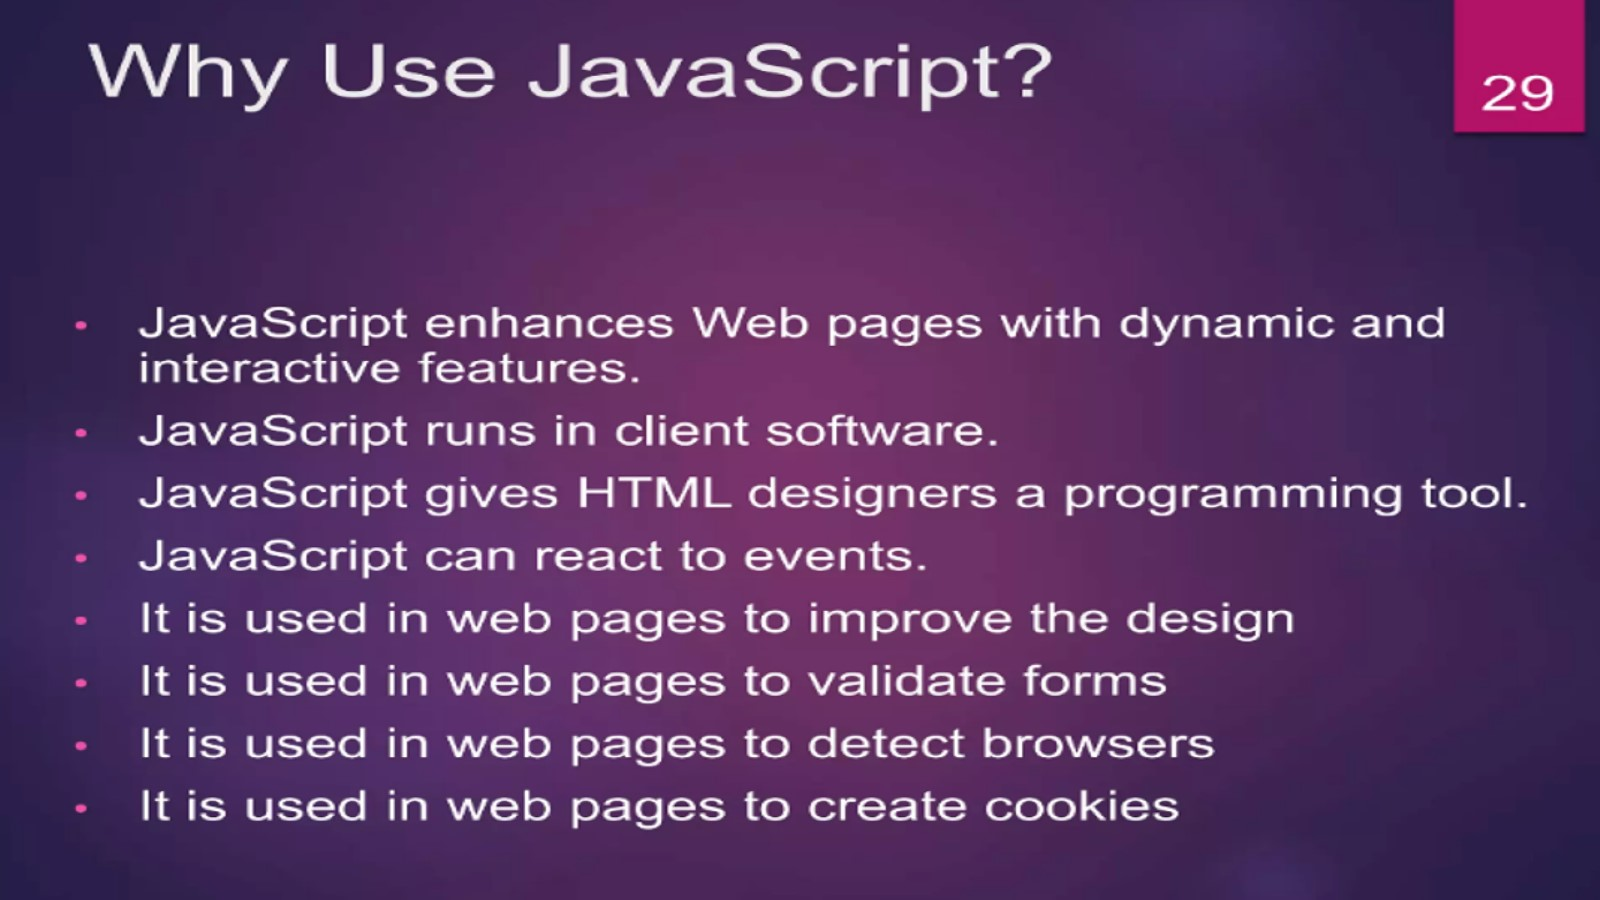 Why Use JavaScript?
29
• JavaScript enhances Web pages with dynamic and
interactive features.
• JavaScript runs in client software.
• JavaScript gives HTML designers a programming tool.
• JavaScript can react to events.
• It is used in web pages to improve the design
• It is used in web pages to validate forms
• It is used in web pages to detect browsers
• It is used in web pages to create cookies